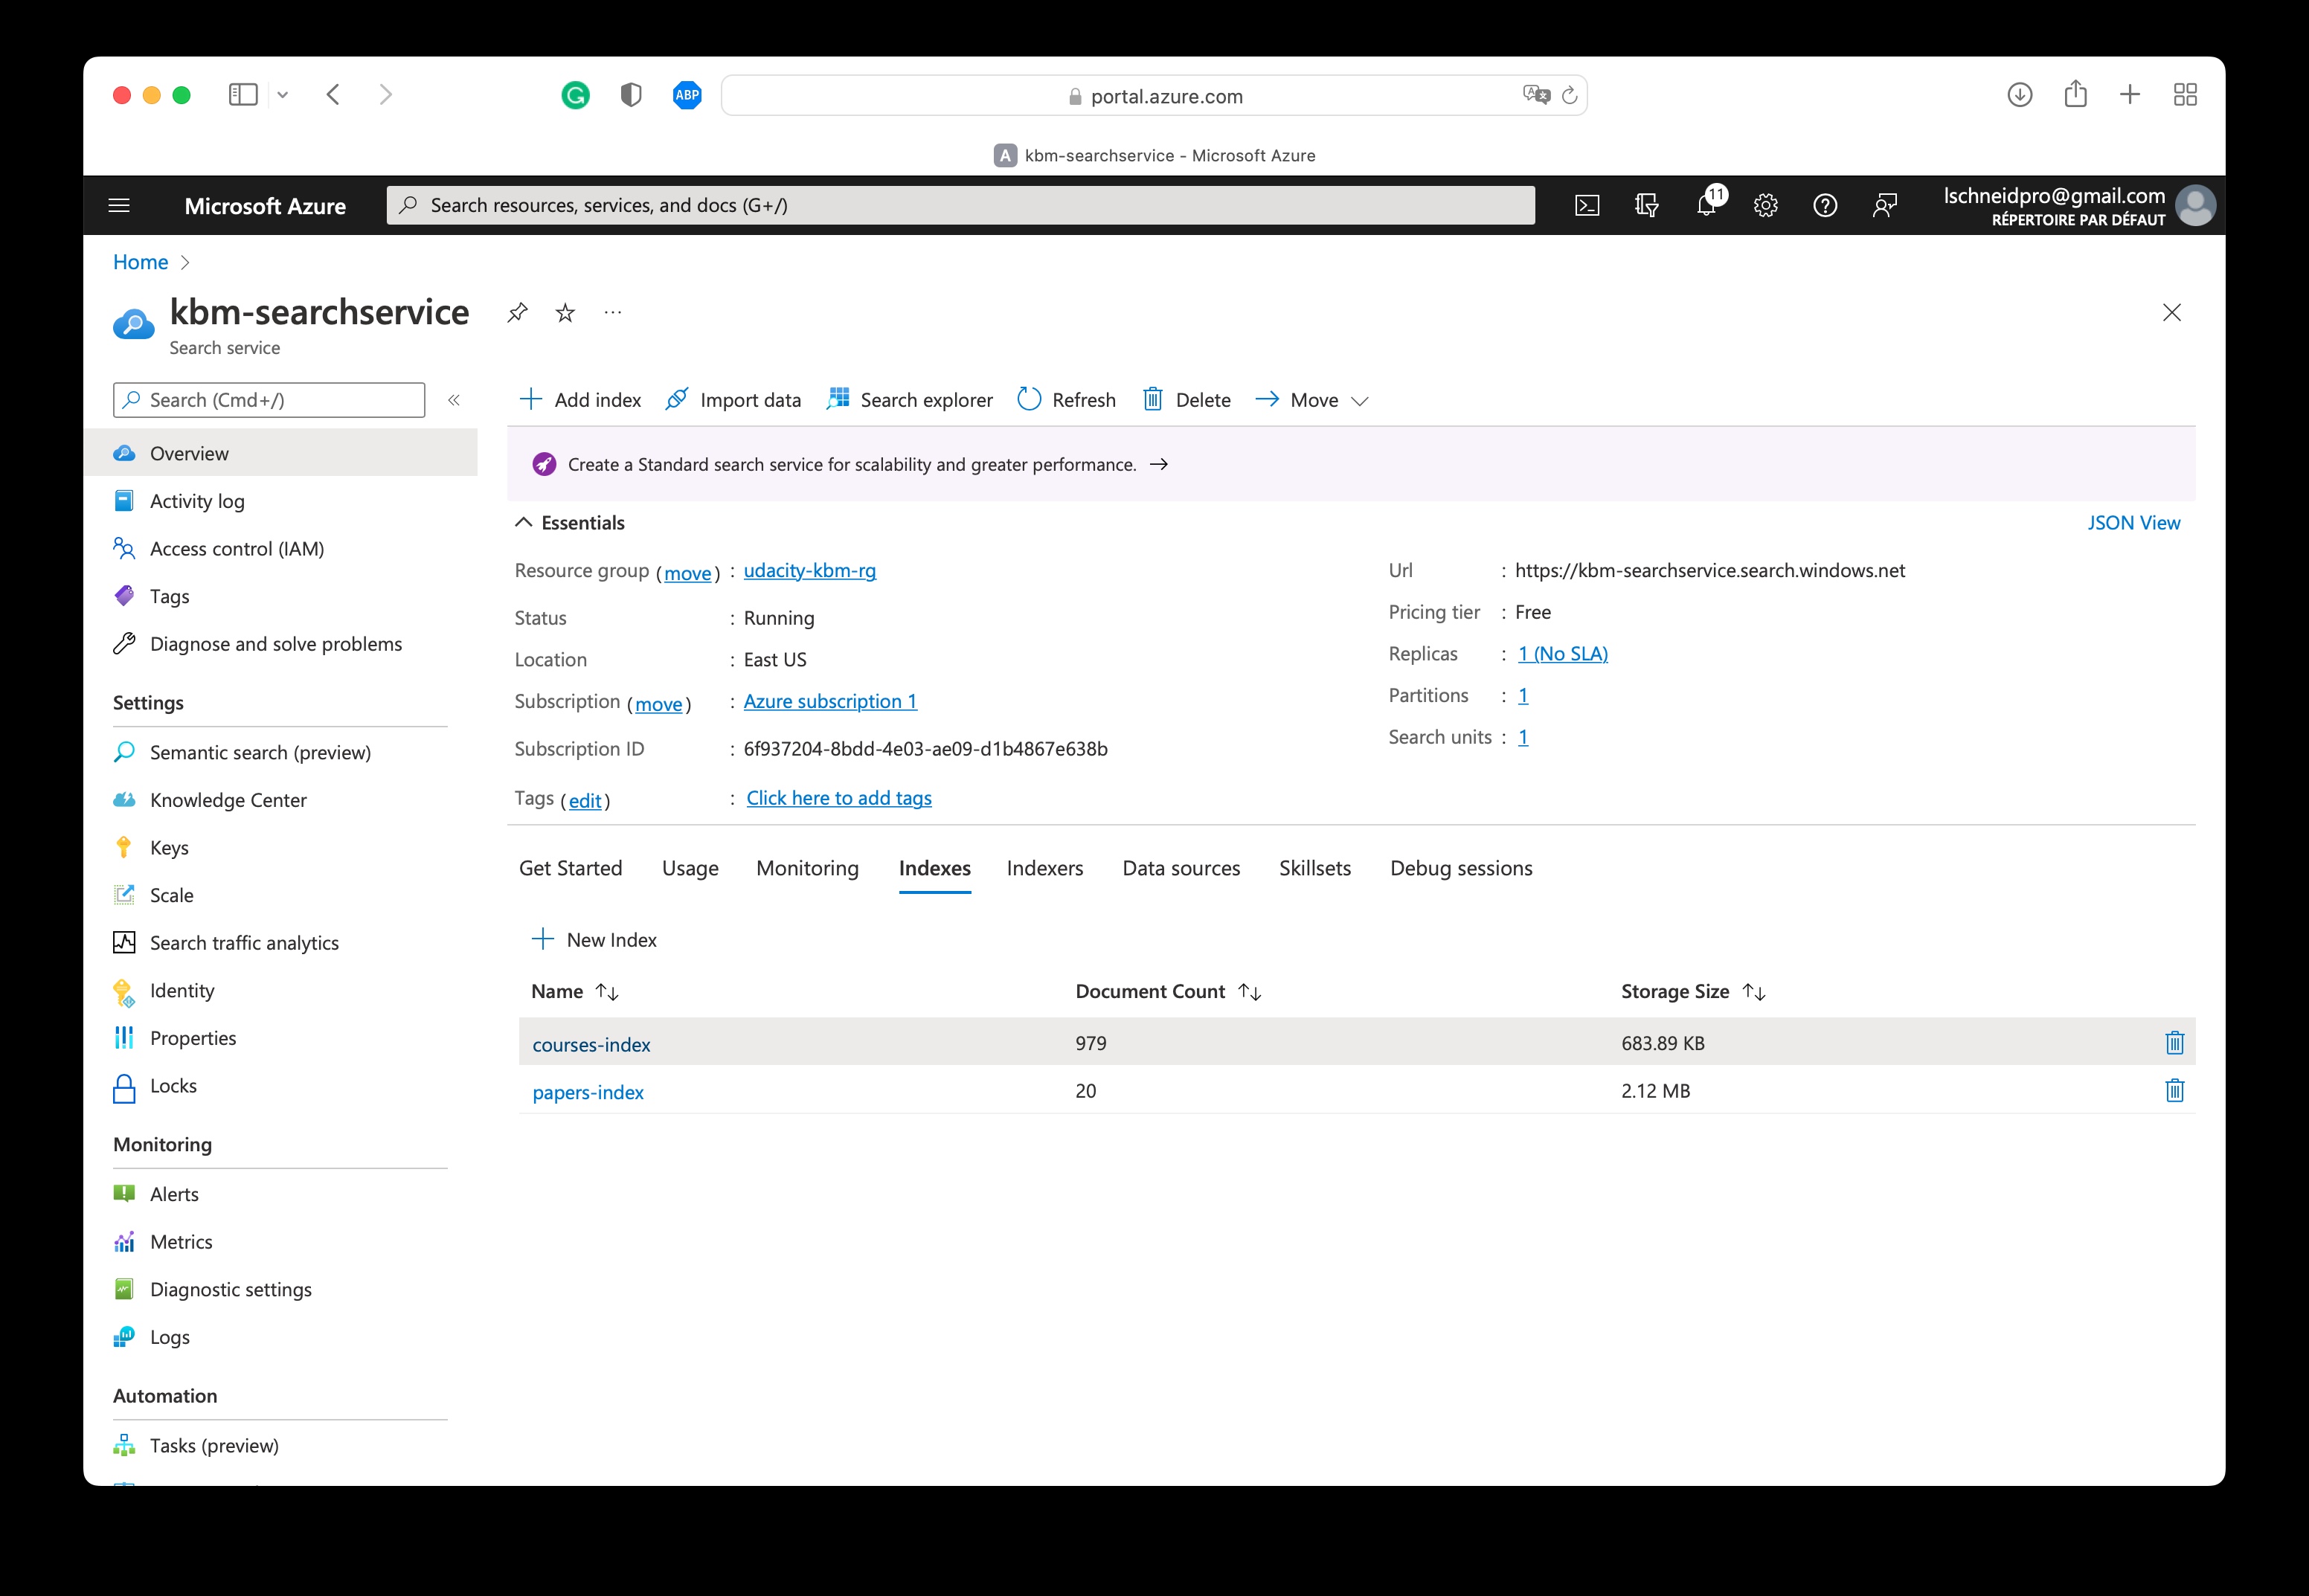 ABP
portal.azure.com
A kbm-searchservice - Microsoft Azure
Microsoft Azure
Search resources, services, and docs (G+/)
11
lschneidpro@gmail.com
RÉPERTOIRE PAR DÉFAUT
Home
kbm-searchservice
Search service
Search (Cmd+/)
«
Add index
Import data
Search explorer
Refresh
Delete
Move
Overview
Activity log
Access control (IAM)
Tags
Diagnose and solve problems
Settings
Semantic search (preview)
Knowledge Center
Keys
Scale
Search traffic analytics
Identity
Properties
Locks
Monitoring
Alerts
Metrics
Diagnostic settings
Logs
Automation
Tasks (preview)
Create a Standard search service for scalability and greater performance. →
Essentials
JSON View
Resource group (move) : udacity-kbm-rg
Status : Running
Location : East US
Subscription (move) : Azure subscription 1
Subscription ID : 6f937204-8bdd-4e03-ae09-d1b4867e638b
Tags (edit) : Click here to add tags
Url : https://kbm-searchservice.search.windows.net
Pricing tier : Free
Replicas : 1 (No SLA)
Partitions : 1
Search units : 1
Get Started Usage Monitoring Indexes Indexers Data sources Skillsets Debug sessions
New Index
Name ↑↓ Document Count ↑↓ Storage Size ↑↓
courses-index 979 683.89 KB
papers-index 20 2.12 MB